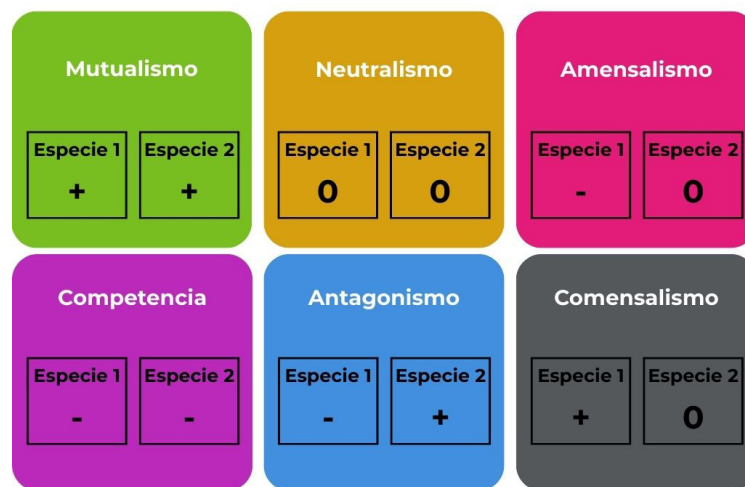 Mutualismo
Especie 1 Especie 2
+ +
Neutralismo
Especie 1 Especie 2
0 0
Amensalismo
Especie 1 Especie 2
- 0
Competencia
Especie 1 Especie 2
- -
Antagonismo
Especie 1 Especie 2
- +
Comensalismo
Especie 1 Especie 2
+ 0